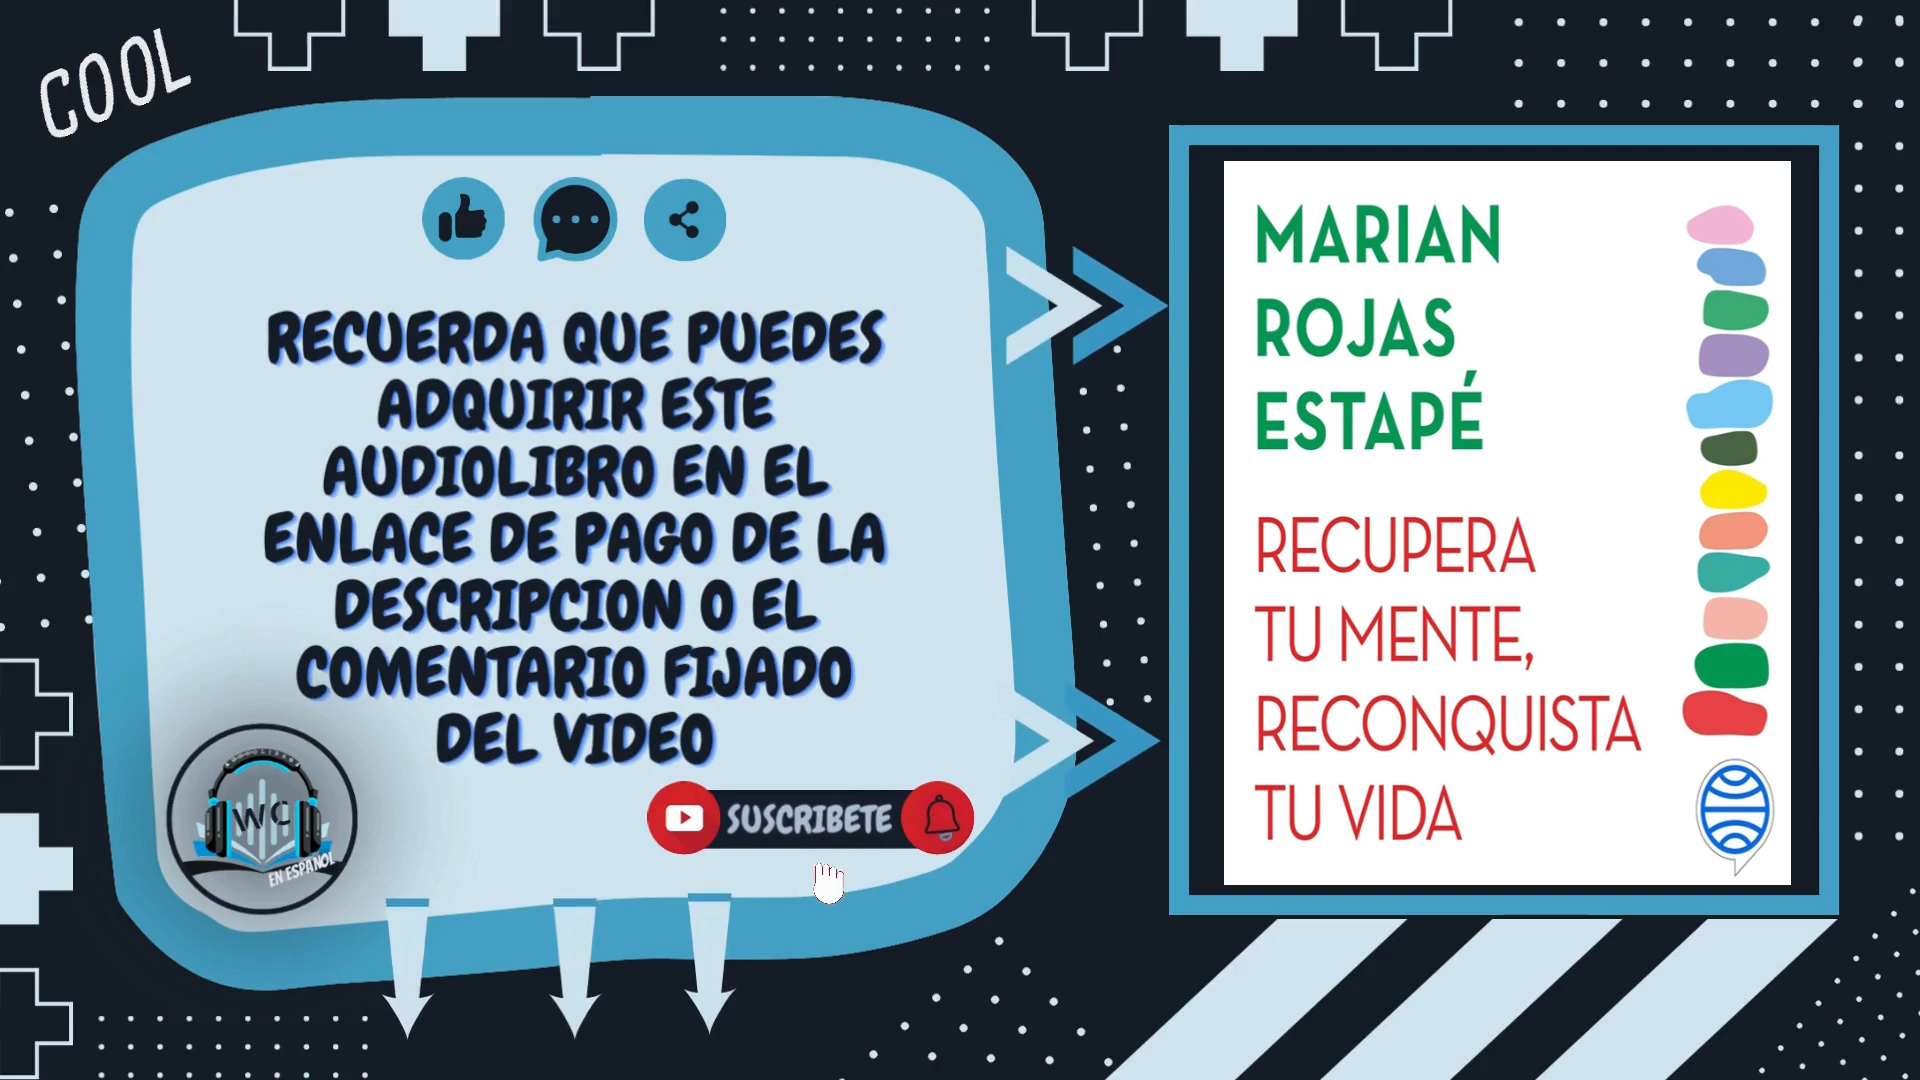 COOL
RECUERDA QUE PUEDES
ADQUIRIR ESTE
AUDIOLIBRO EN EL
ENLACE DE PAGO DE LA
DESCRIPCION O EL
COMENTARIO FIJADO
DEL VIDEO
SUSCRIBETE
WC
EN ESPAÑOL
MARIAN
ROJAS
ESTAPÉ
RECUPERA
TU MENTE,
RECONQUISTA
TU VIDA